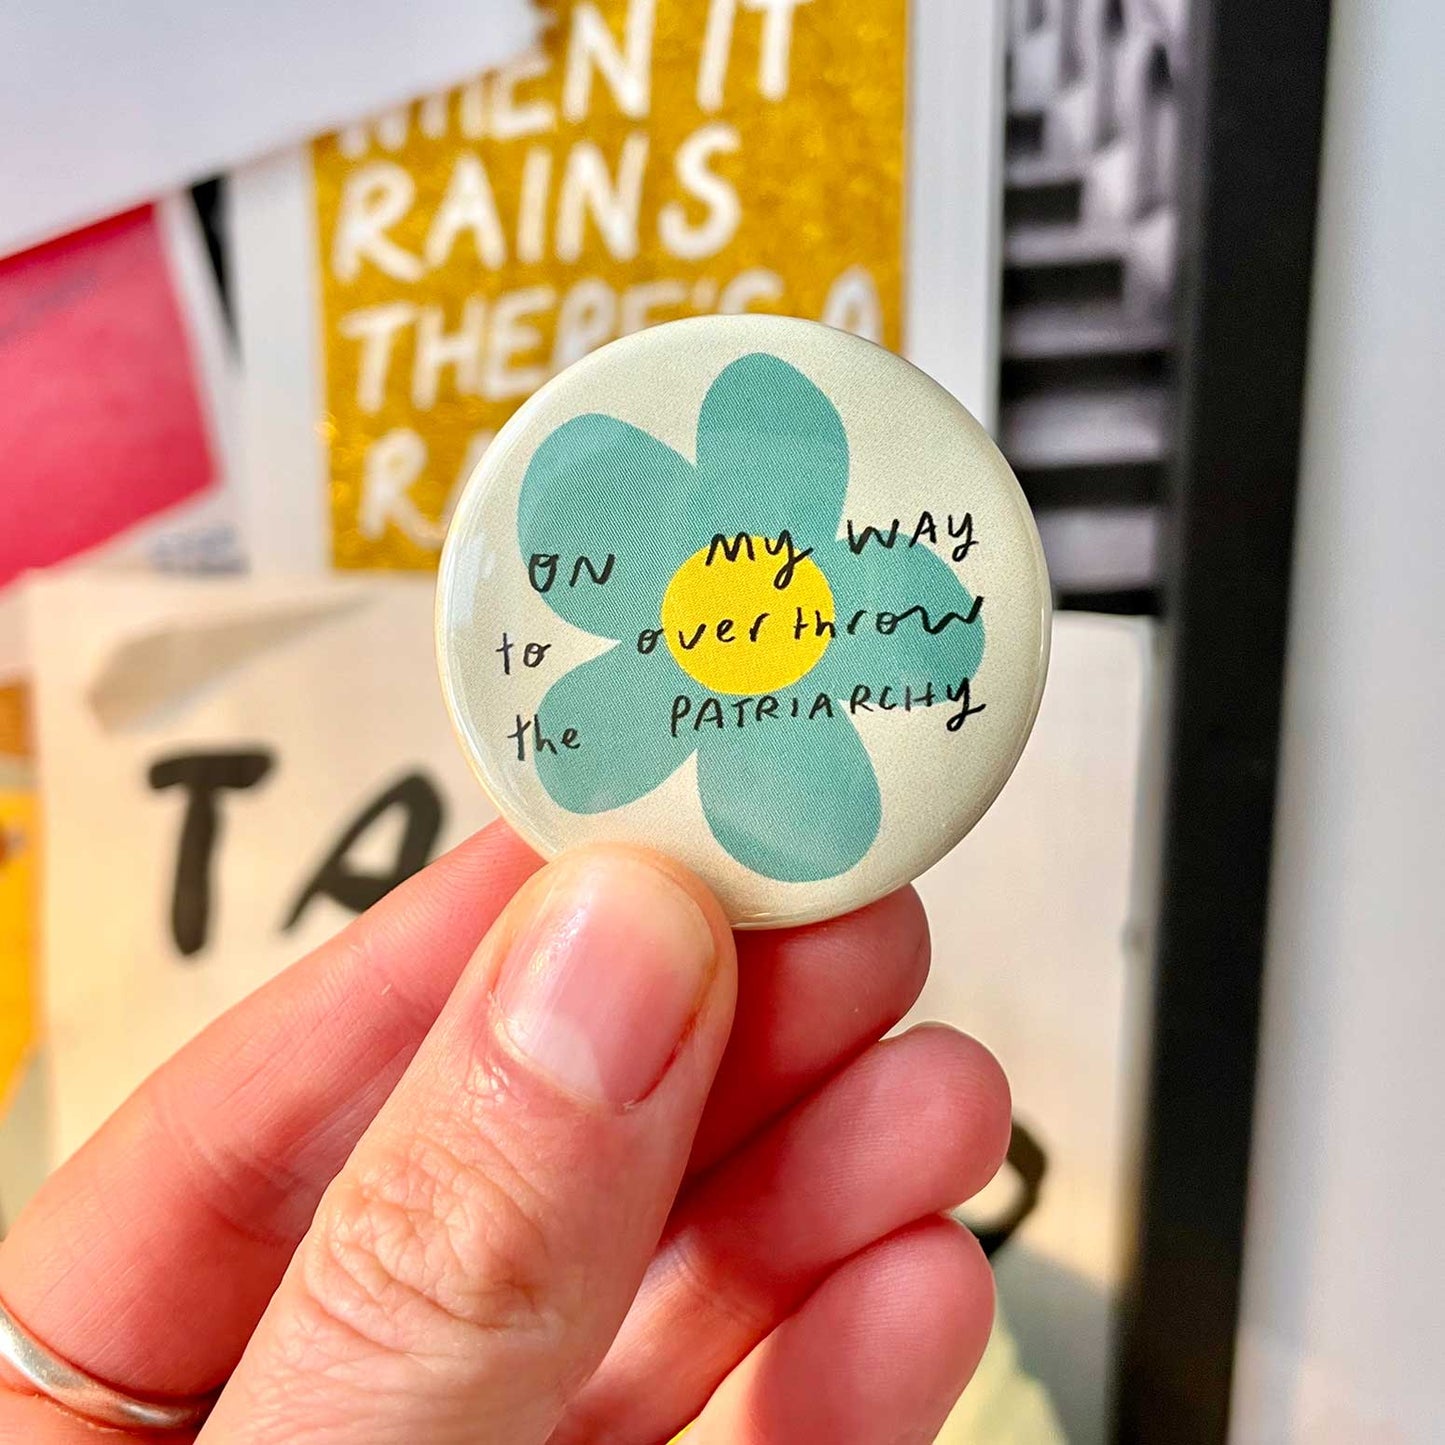 WHEN IT
RAINS
THERE'S A
ON MY WAY
to overthrow
the PATRIARCHY
TA